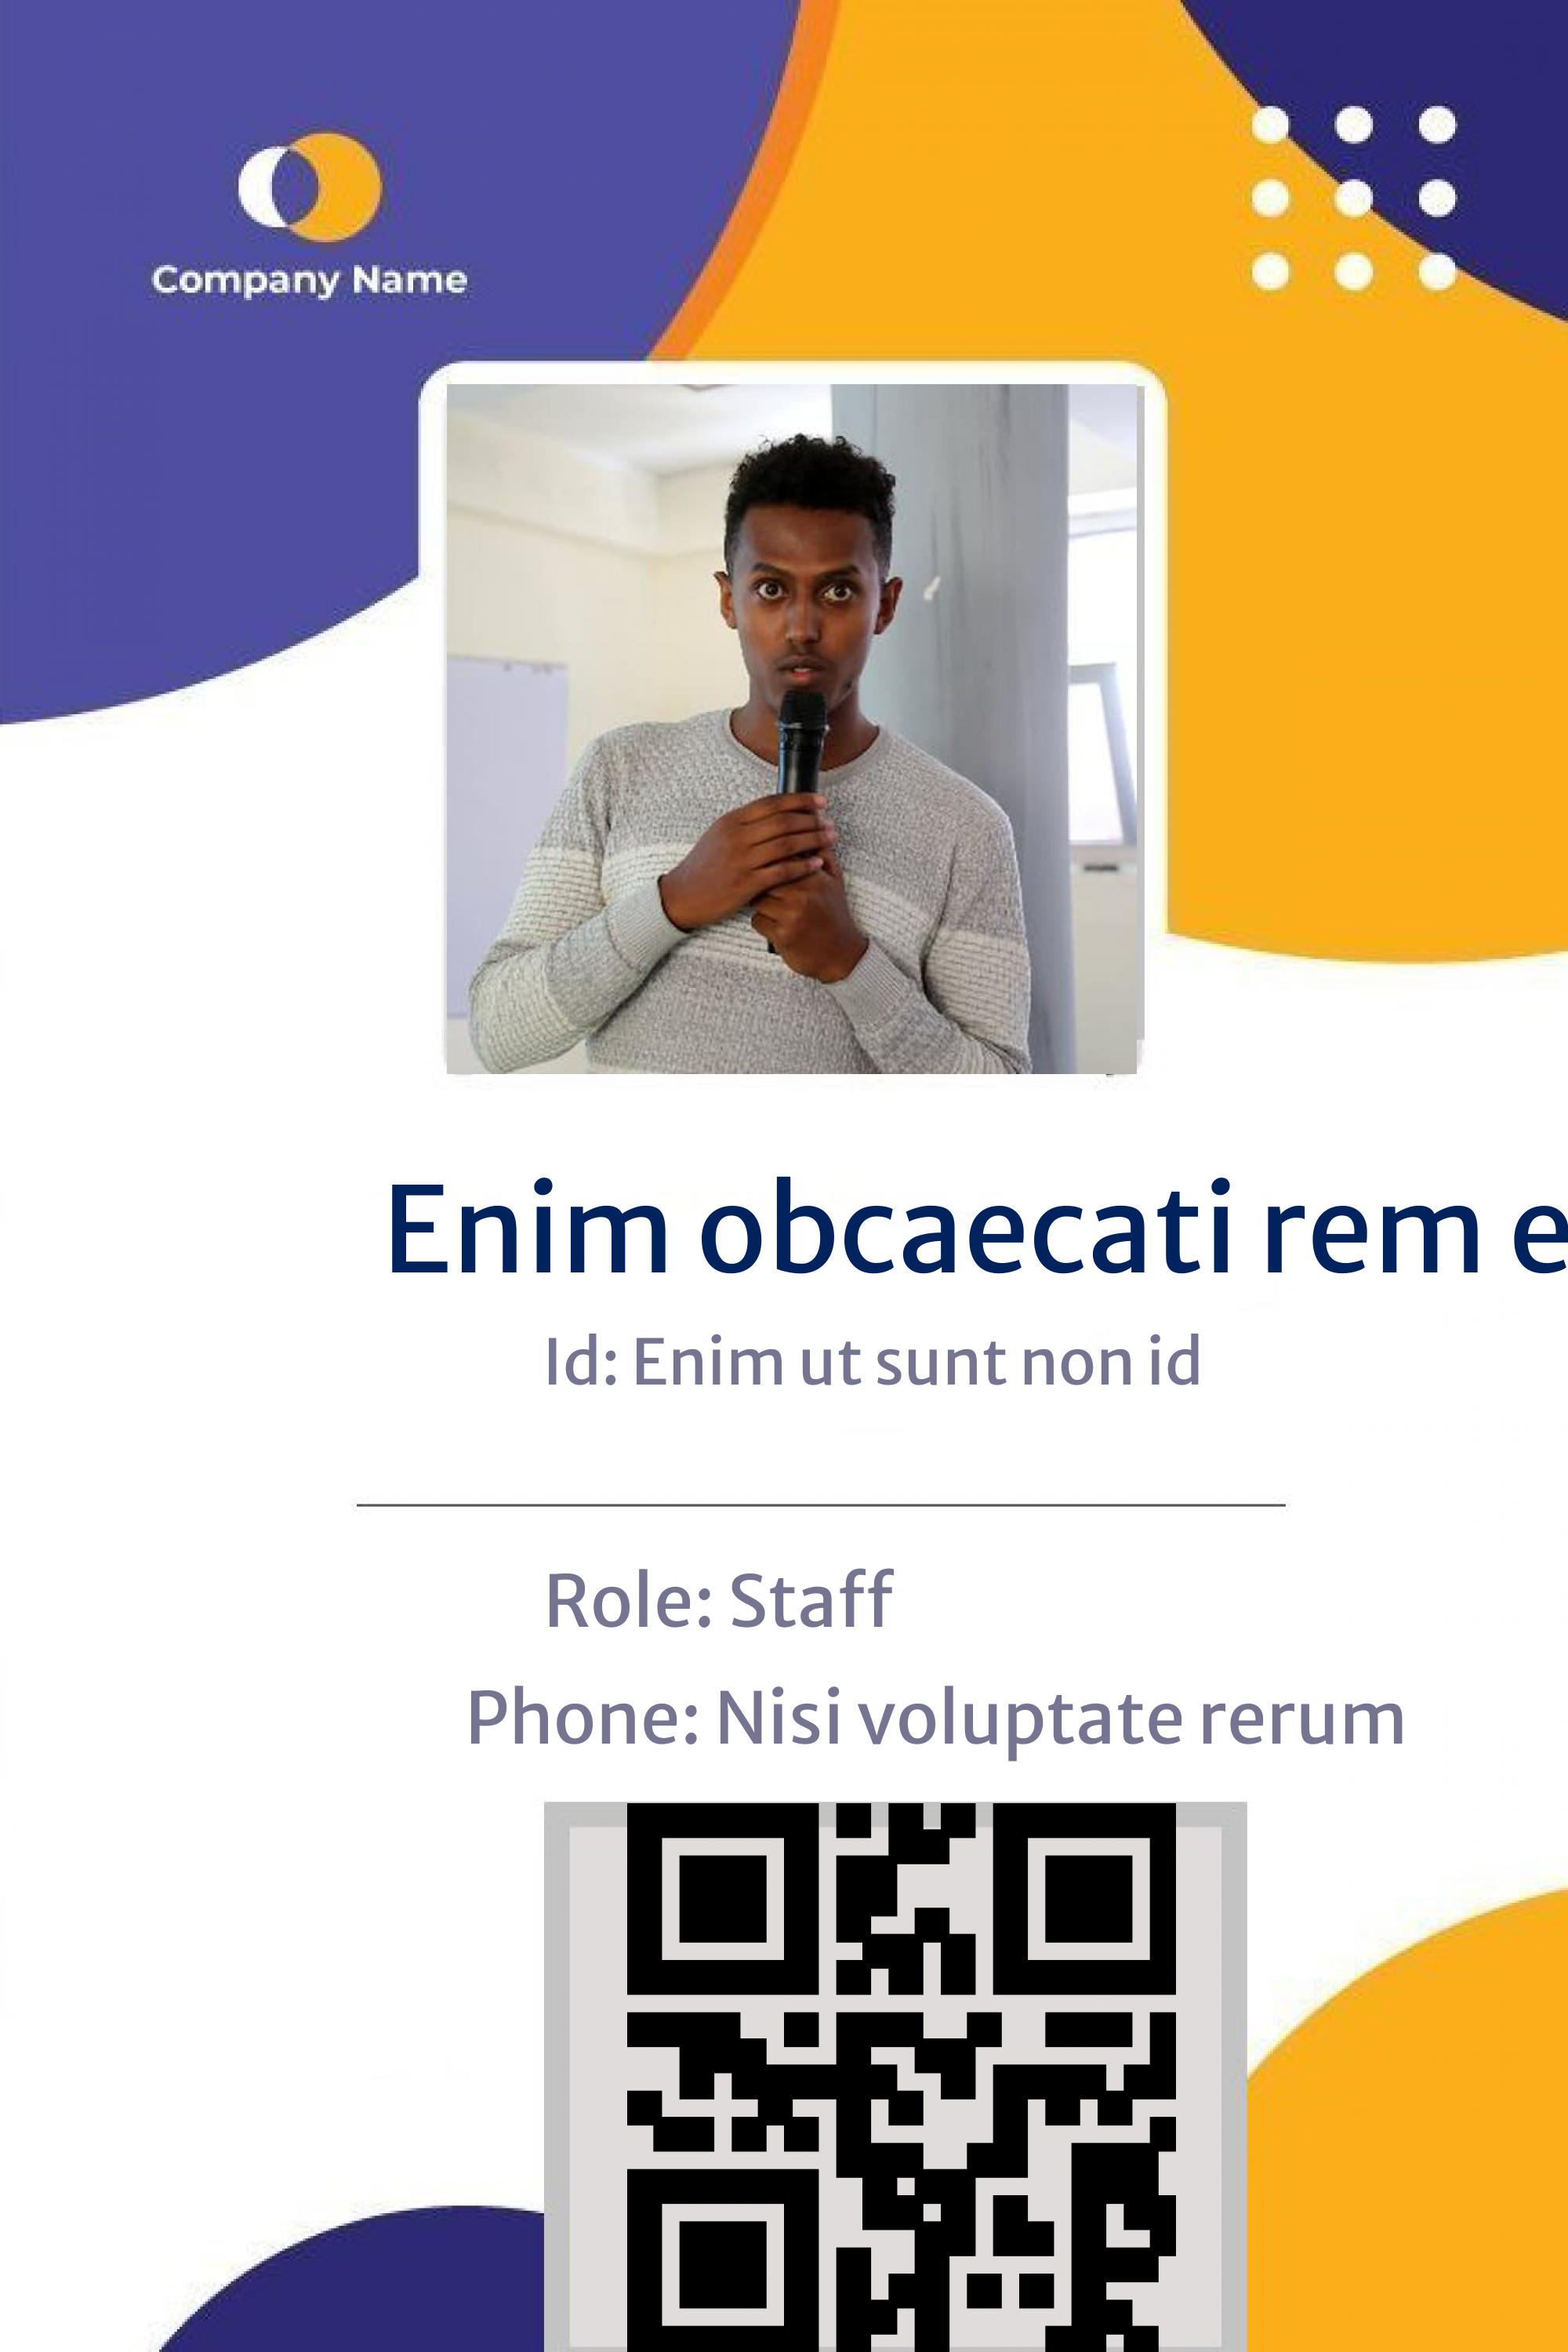 Company Name
Enim obcaecati rem e
Id: Enim ut sunt non id
Role: Staff
Phone: Nisi voluptate rerum